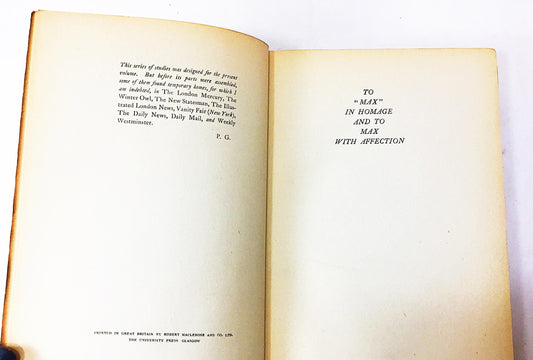 This series of studies was designed for the present
volume. But before its parts were assembled,
some of them found temporary homes, for which I
am indebted, in The London Mercury, The
Winter Owl, The New Statesman, The Illus-
trated London News, Vanity Fair (New York),
The Daily News, Daily Mail, and Weekly
Westminster.
P. G.
PRINTED IN GREAT BRITAIN BY ROBERT MACLEHOSE AND CO. LTD.
THE UNIVERSITY PRESS GLASGOW
TO
"MAX"
IN HOMAGE
AND TO
MAX
WITH AFFECTION